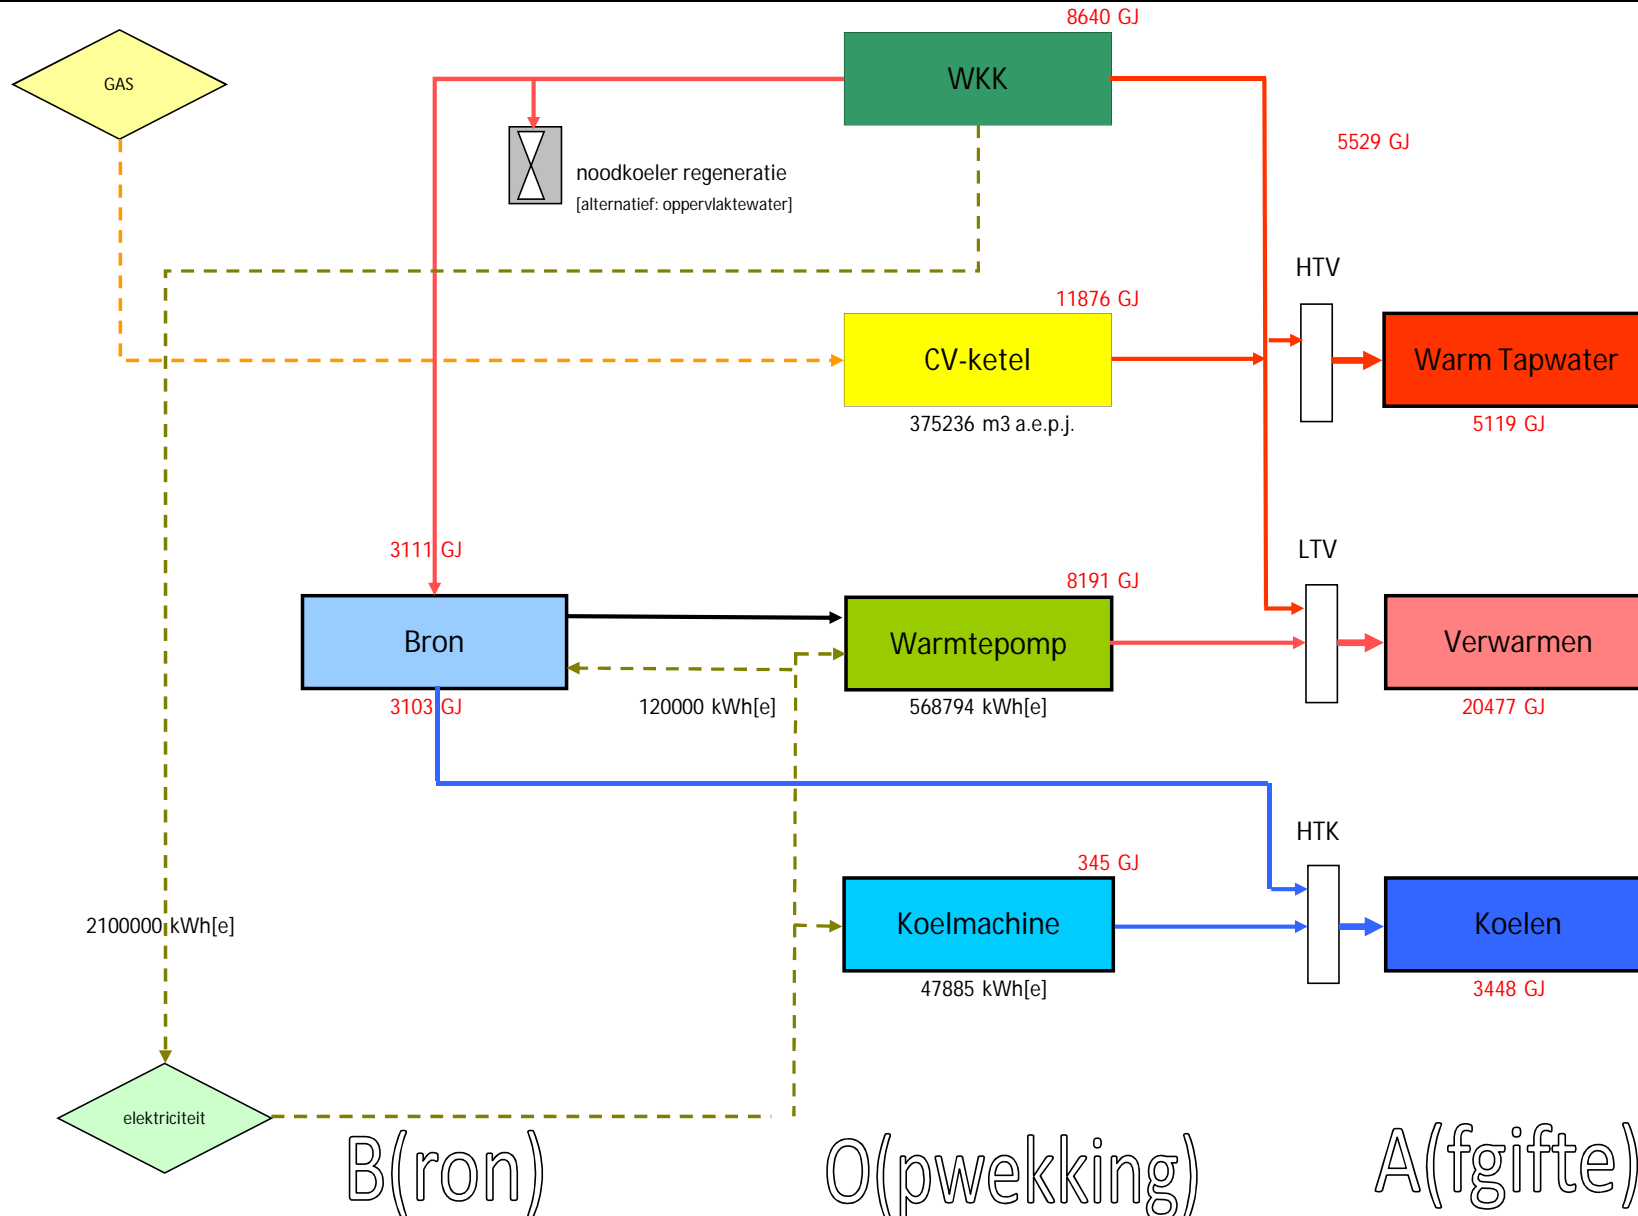 8640 GJ
GAS
WKK
5529 GJ
noodkoeler regeneratie
[alternatief: oppervlaktewater]
HTV
11876 GJ
CV-ketel
Warm Tapwater
375236 m3 a.e.p.j.
5119 GJ
3111 GJ
LTV
8191 GJ
Bron
Warmtepomp
Verwarmen
3103 GJ
120000 kWh[e]
568794 kWh[e]
20477 GJ
HTK
345 GJ
2100000 kWh[e]
Koelmachine
Koelen
47885 kWh[e]
3448 GJ
elektriciteit
B(ron)
O(pwekking)
A(fgifte)